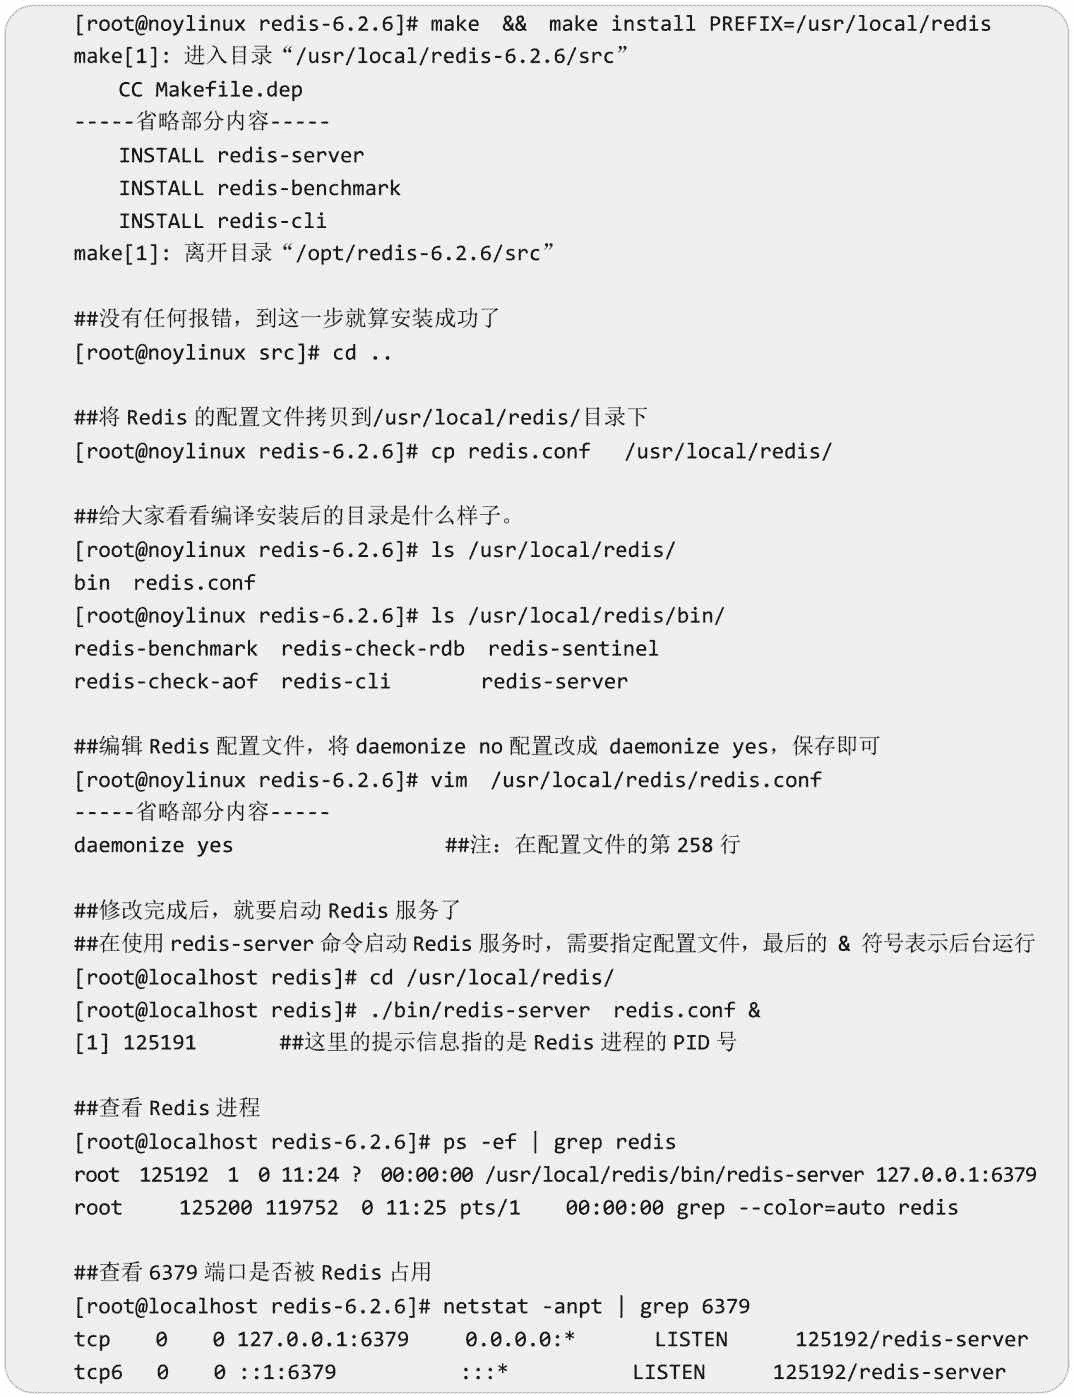 [root@noylinux redis-6.2.6]# make  &&  make install PREFIX=/usr/local/redis
make[1]: 进入目录“/usr/local/redis-6.2.6/src”
    CC Makefile.dep
-----省略部分内容-----
    INSTALL redis-server
    INSTALL redis-benchmark
    INSTALL redis-cli
make[1]: 离开目录“/opt/redis-6.2.6/src”
##没有任何报错，到这一步就算安装成功了
[root@noylinux src]# cd ..
##将 Redis 的配置文件拷贝到/usr/local/redis/目录下
[root@noylinux redis-6.2.6]# cp redis.conf   /usr/local/redis/
##给大家看看编译安装后的目录是什么样子。
[root@noylinux redis-6.2.6]# ls /usr/local/redis/
bin  redis.conf
[root@noylinux redis-6.2.6]# ls /usr/local/redis/bin/
redis-benchmark  redis-check-rdb  redis-sentinel
redis-check-aof  redis-cli        redis-server
##编辑 Redis 配置文件，将 daemonize no 配置改成 daemonize yes，保存即可
[root@noylinux redis-6.2.6]# vim  /usr/local/redis/redis.conf
-----省略部分内容-----
daemonize yes                  ##注：在配置文件的第 258 行
##修改完成后，就要启动 Redis 服务了
##在使用 redis-server 命令启动 Redis 服务时，需要指定配置文件，最后的 & 符号表示后台运行
[root@localhost redis]# cd /usr/local/redis/
[root@localhost redis]# ./bin/redis-server  redis.conf &
[1] 125191       ##这里的提示信息指的是 Redis 进程的 PID 号
##查看 Redis 进程
[root@localhost redis-6.2.6]# ps -ef | grep redis
root  125192  1  0 11:24 ?  00:00:00 /usr/local/redis/bin/redis-server 127.0.0.1:6379
root     125200 119752  0 11:25 pts/1    00:00:00 grep --color=auto redis
##查看 6379 端口是否被 Redis 占用
[root@localhost redis-6.2.6]# netstat -anpt | grep 6379
tcp    0    0 127.0.0.1:6379     0.0.0.0:*       LISTEN      125192/redis-server
tcp6   0    0 ::1:6379           :::*           LISTEN      125192/redis-server